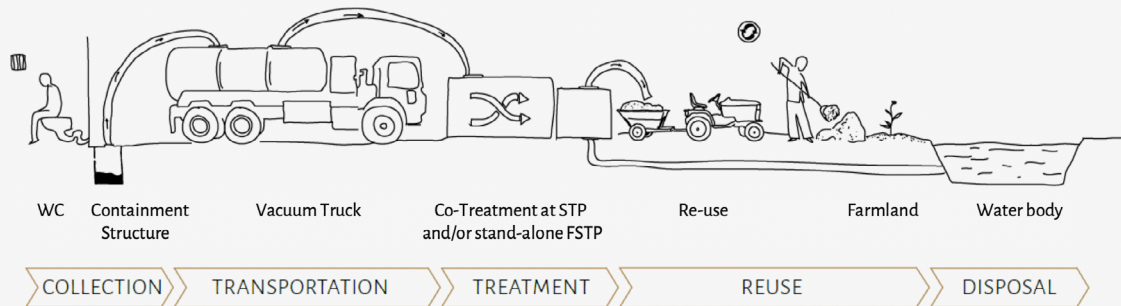 WC
Containment
Structure
Vacuum Truck
Co-Treatment at STP
and/or stand-alone FSTP
Re-use
Farmland
Water body
COLLECTION
TRANSPORTATION
TREATMENT
REUSE
DISPOSAL